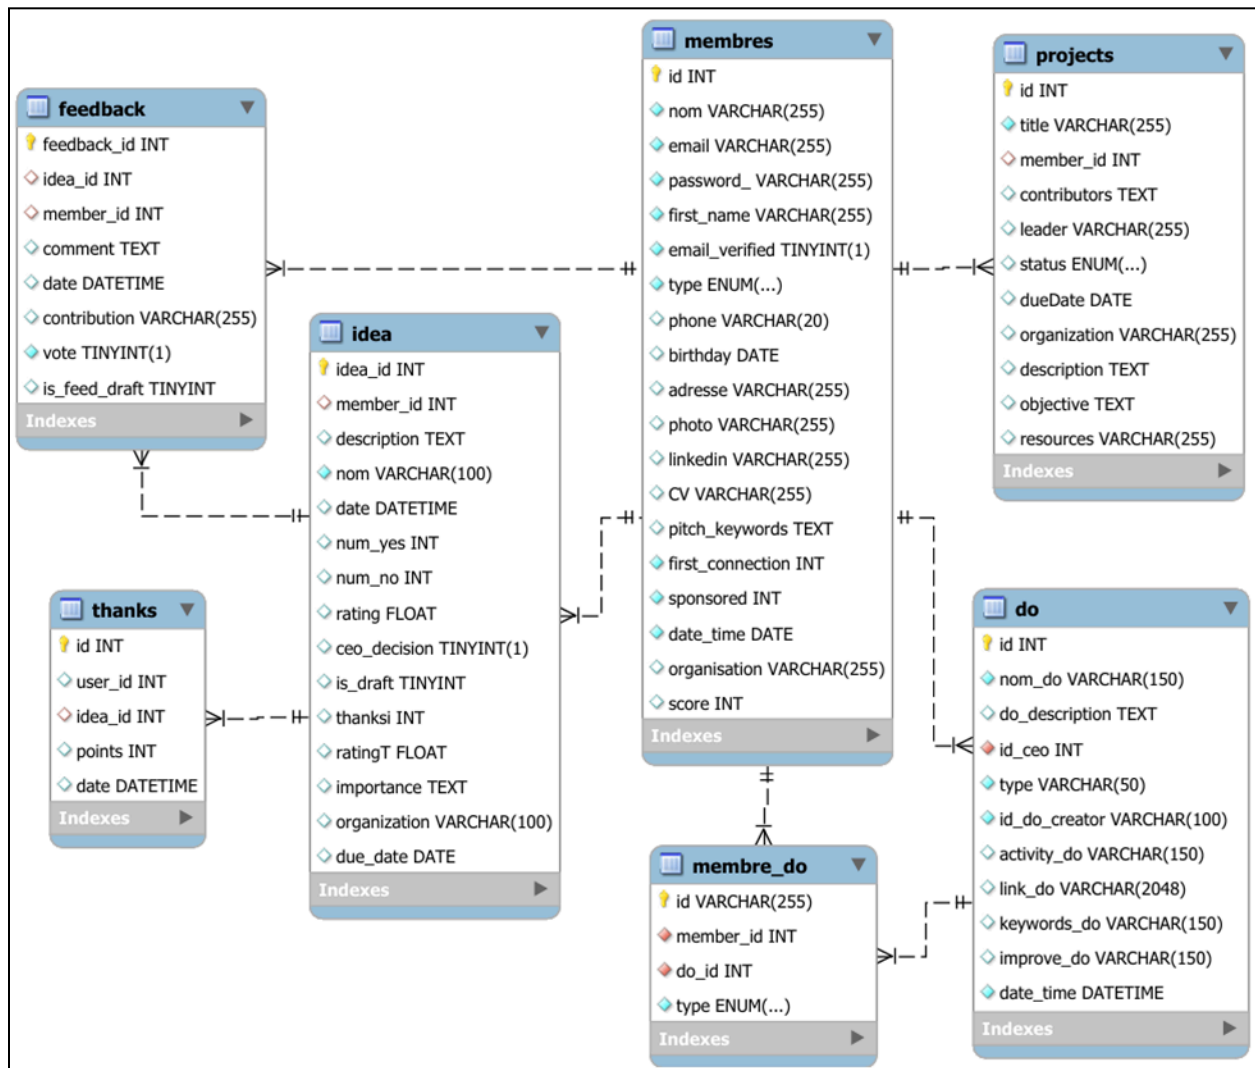 feedback
feedback_id INT
idea_id INT
member_id INT
comment TEXT
date DATETIME
contribution VARCHAR(255)
vote TINYINT(1)
is_feed_draft TINYINT
Indexes
thanks
id INT
user_id INT
idea_id INT
points INT
date DATETIME
Indexes
idea
idea_id INT
member_id INT
description TEXT
nom VARCHAR(100)
date DATETIME
num_yes INT
num_no INT
rating FLOAT
ceo_decision TINYINT(1)
is_draft TINYINT
thanksi INT
ratingT FLOAT
importance TEXT
organization VARCHAR(100)
due_date DATE
Indexes
membres
id INT
nom VARCHAR(255)
email VARCHAR(255)
password_ VARCHAR(255)
first_name VARCHAR(255)
email_verified TINYINT(1)
type ENUM(...)
phone VARCHAR(20)
birthday DATE
adresse VARCHAR(255)
photo VARCHAR(255)
linkedin VARCHAR(255)
CV VARCHAR(255)
pitch_keywords TEXT
first_connection INT
sponsored INT
date_time DATE
organisation VARCHAR(255)
score INT
Indexes
membre_do
id VARCHAR(255)
member_id INT
do_id INT
type ENUM(...)
Indexes
projects
id INT
title VARCHAR(255)
member_id INT
contributors TEXT
leader VARCHAR(255)
status ENUM(...)
dueDate DATE
organization VARCHAR(255)
description TEXT
objective TEXT
resources VARCHAR(255)
Indexes
do
id INT
nom_do VARCHAR(150)
do_description TEXT
id_ceo INT
type VARCHAR(50)
id_do_creator VARCHAR(100)
activity_do VARCHAR(150)
link_do VARCHAR(2048)
keywords_do VARCHAR(150)
improve_do VARCHAR(150)
date_time DATETIME
Indexes